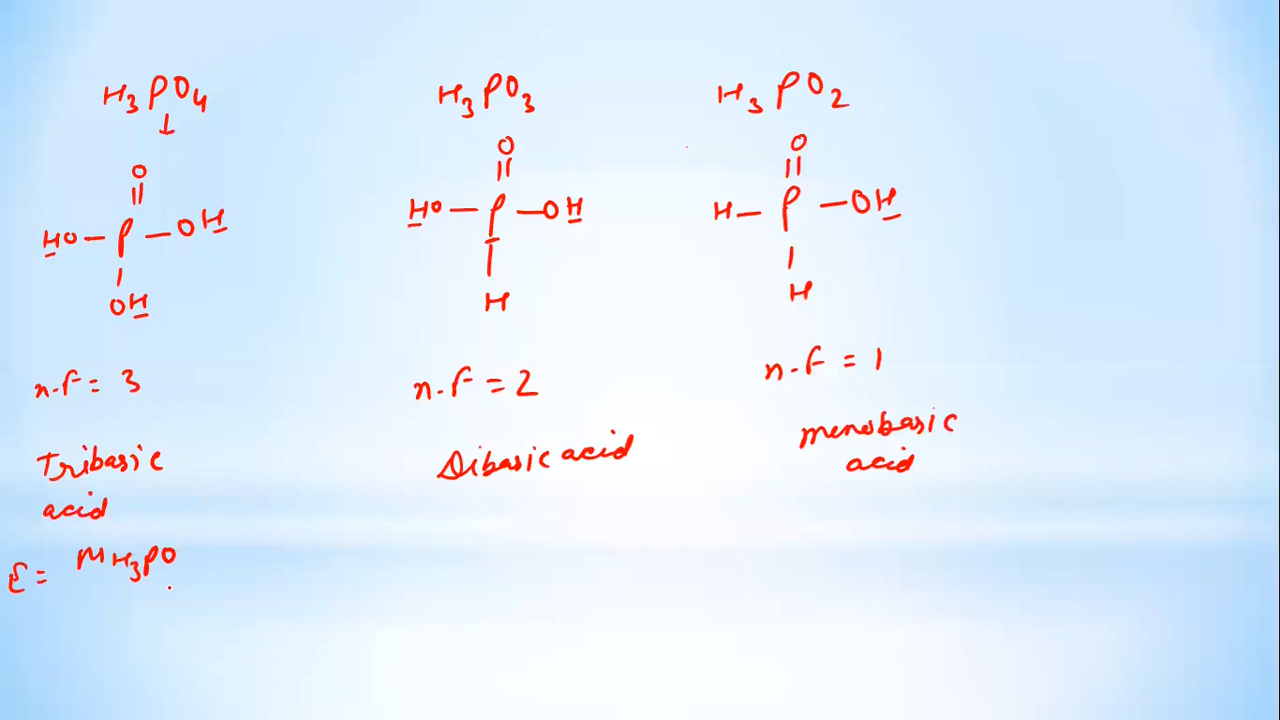 H3PO4
O
||
HO — P — OH
|
OH
n.f = 3
Tribasic
acid
E = MH3PO
H3PO3
O
||
HO — P — OH
|
H
n.f = 2
Dibasic acid
H3PO2
O
||
H — P — OH
|
H
n.f = 1
Monobasic
acid